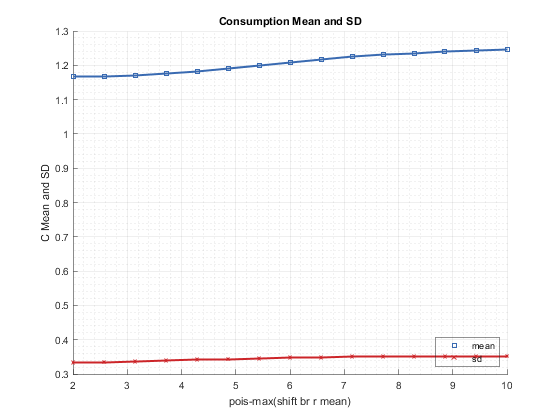 Consumption Mean and SD
C Mean and SD
1.3
1.2
1.1
1
0.9
0.8
0.7
0.6
0.5
0.4
0.3
mean
sd
2 3 4 5 6 7 8 9 10
pois-max(shift br r mean)